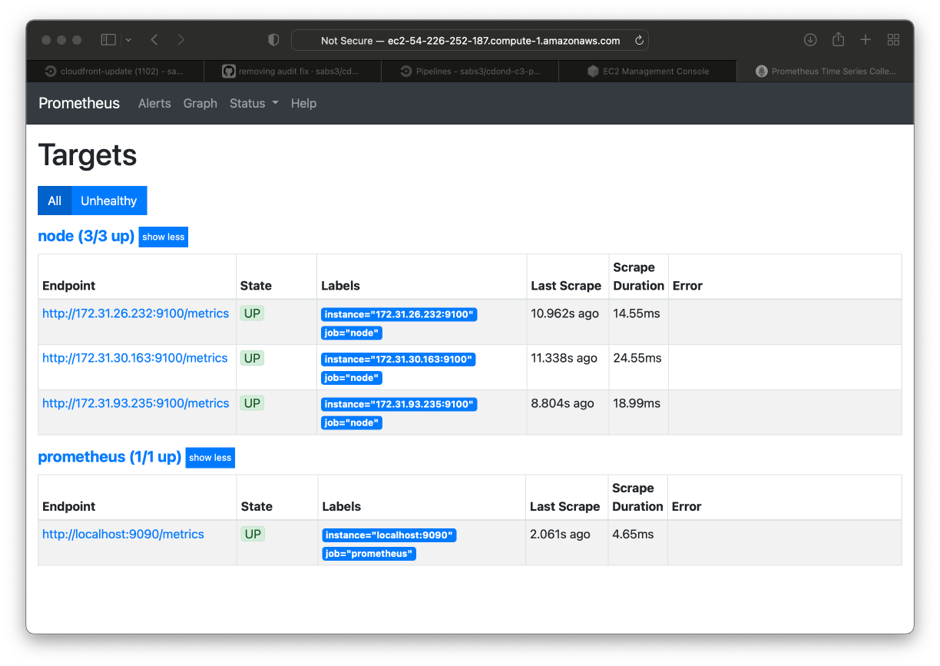 Not Secure — ec2-54-226-252-187.compute-1.amazonaws.com
cloudfront-update (1102) - sa...
removing audit fix · sabs3/cd...
Pipelines - sabs3/cdond-c3-p...
EC2 Management Console
Prometheus Time Series Colle...
Prometheus Alerts Graph Status Help
Targets
All Unhealthy
node (3/3 up) show less
Endpoint State Labels Last Scrape Scrape Duration Error
http://172.31.26.232:9100/metrics UP instance="172.31.26.232:9100" 10.962s ago 14.55ms
job="node"
http://172.31.30.163:9100/metrics UP instance="172.31.30.163:9100" 11.338s ago 24.55ms
job="node"
http://172.31.93.235:9100/metrics UP instance="172.31.93.235:9100" 8.804s ago 18.99ms
job="node"
prometheus (1/1 up) show less
Endpoint State Labels Last Scrape Scrape Duration Error
http://localhost:9090/metrics UP instance="localhost:9090" 2.061s ago 4.65ms
job="prometheus"